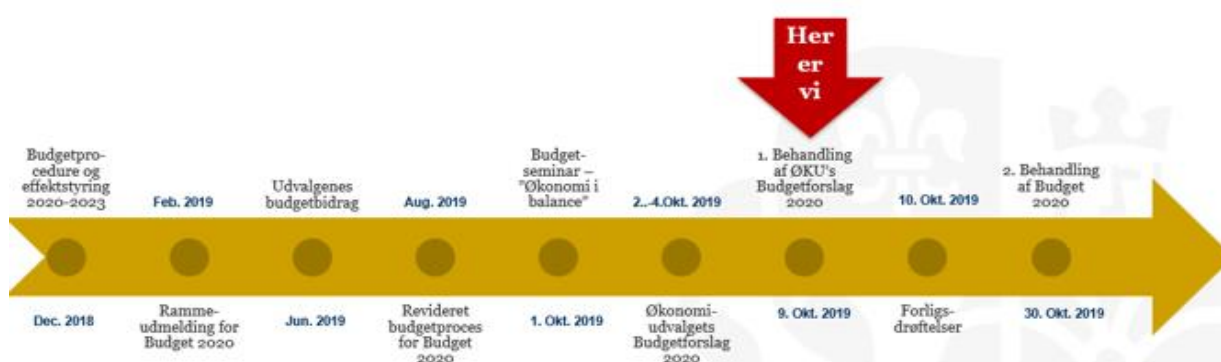 Her
er
vi
Budgetpro-
cedure og
effektstyring
2020-2023
Dec. 2018
Feb. 2019
Ramme-
udmelding for
Budget 2020
Udvalgenes
budgetbidrag
Jun. 2019
Aug. 2019
Revideret
budgetproces
for Budget
2020
Budget-
seminar –
"Økonomi i
balance"
1. Okt. 2019
2..-4.Okt. 2019
Økonomi-
udvalgets
Budgetforslag
2020
1. Behandling
af ØKU's
Budgetforslag
2020
9. Okt. 2019
10. Okt. 2019
Forligs-
drøftelser
2. Behandling
af Budget
2020
30. Okt. 2019